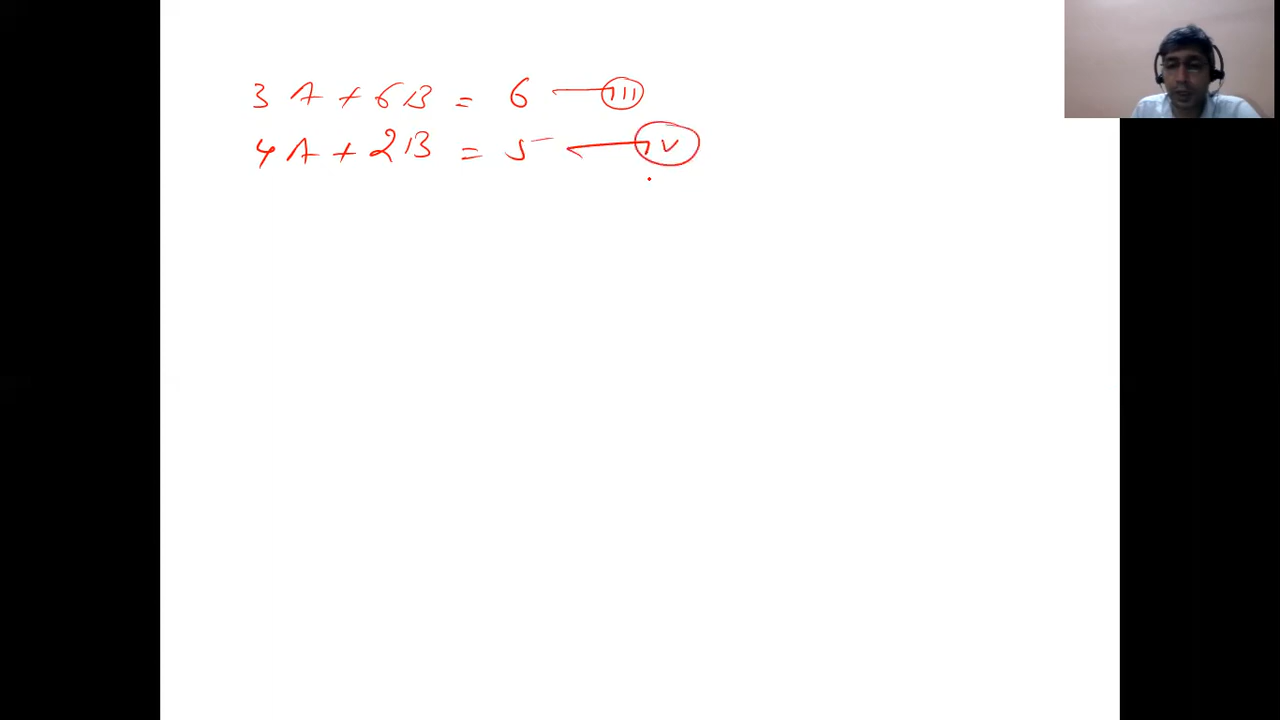 3A + 6B = 6 ← III
4A + 2B = 5 ← IV